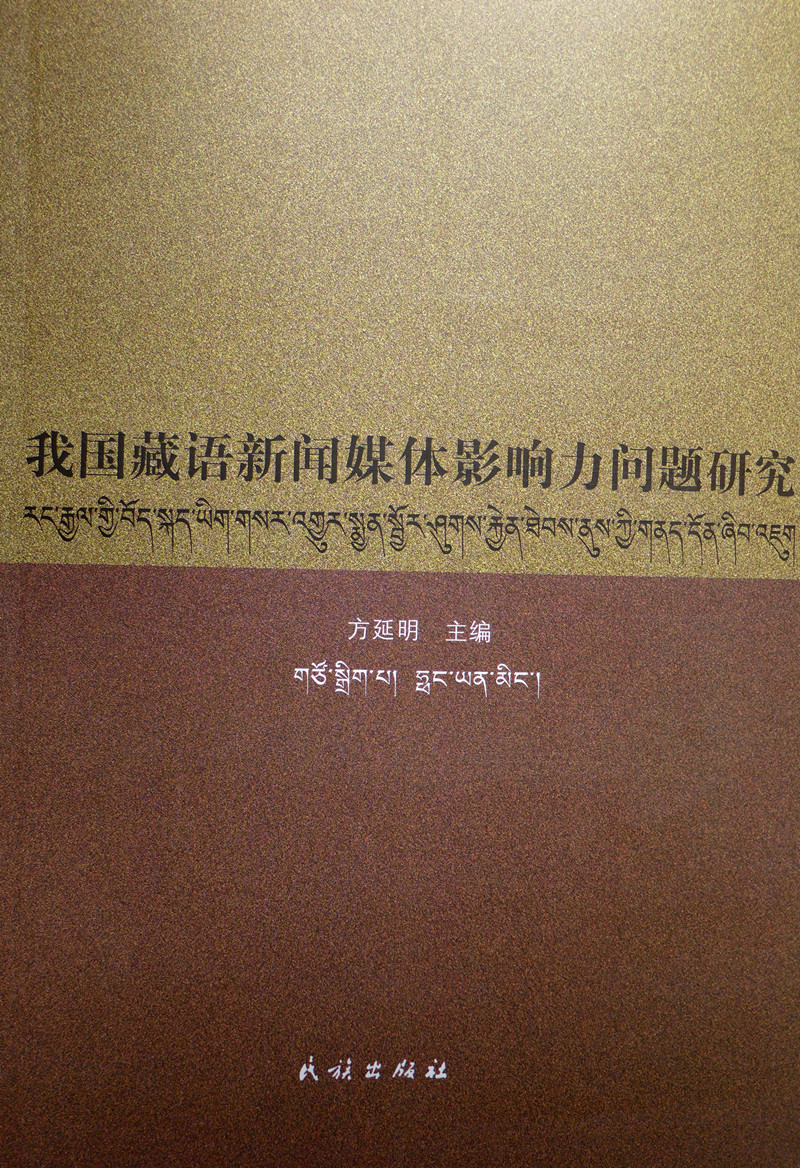 我国藏语新闻媒体影响力问题研究
རང་རྒྱལ་གྱི་བོད་སྐད་ཡིག་གསར་འགྱུར་སྨྱན་སྦྱོར་ཤུགས་རྐྱེན་ཐེབས་ནུས་ཀྱི་གནད་དོན་ཞིབ་འཇུག
方延明 主编
གཙོ་སྒྲིག་པ། ཧྥང་ཡན་མིང་།
民族出版社